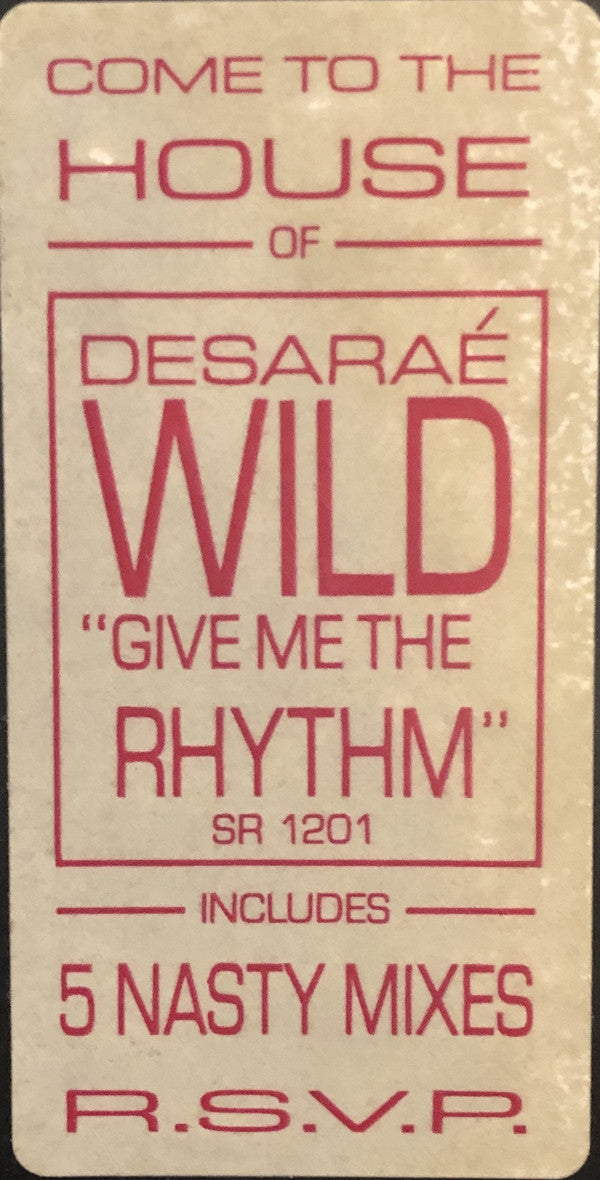 COME TO THE
HOUSE
OF
DESARAÉ
WILD
"GIVE ME THE
RHYTHM"
SR 1201
INCLUDES
5 NASTY MIXES
R.S.V.P.